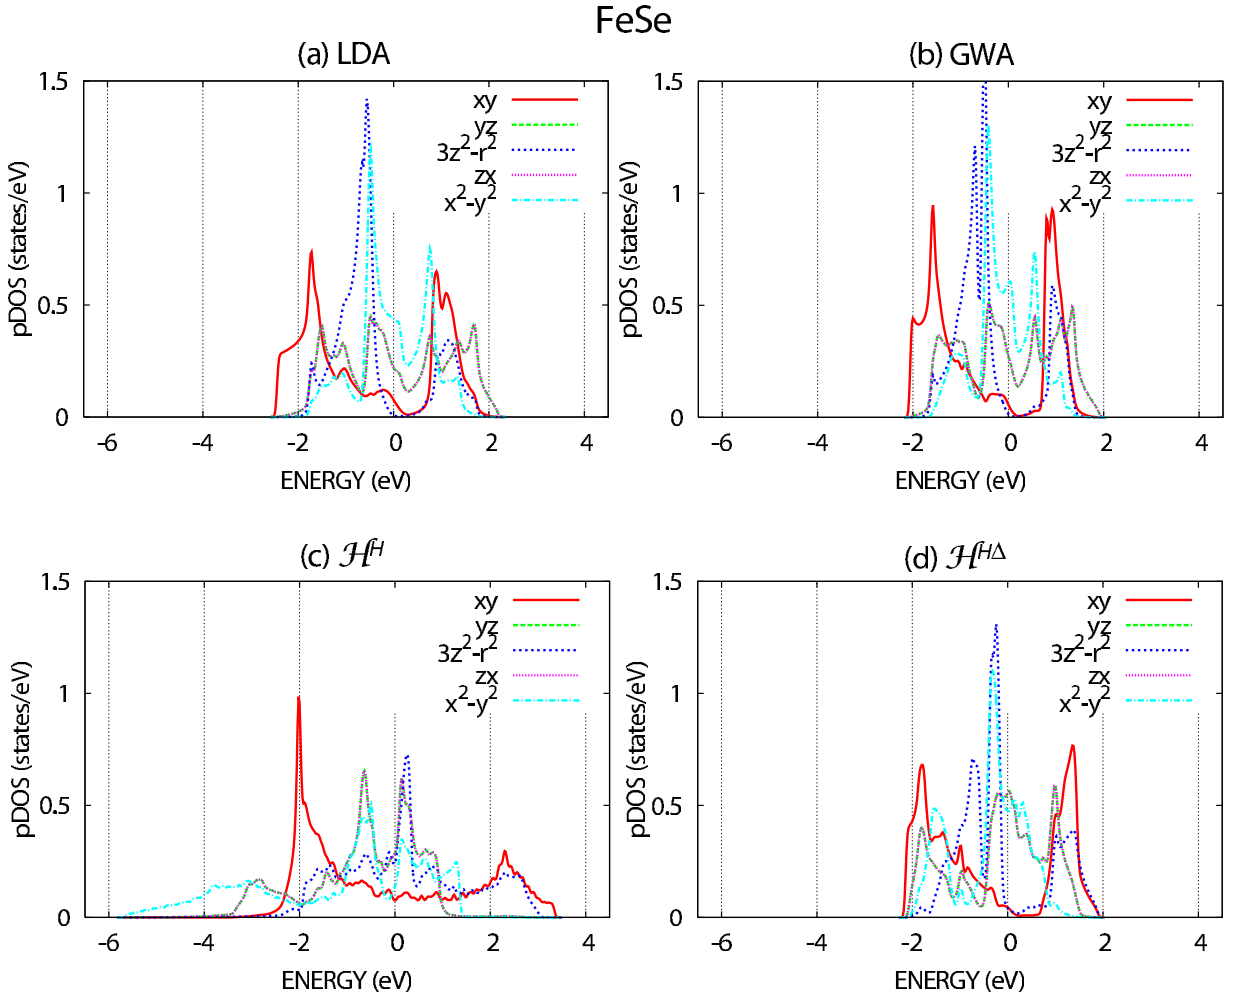 FeSe
(a) LDA
1.5
1
0.5
0
pDOS (states/eV)
xy
yz
3z²-r²
zx
x²-y²
-6 -4 -2 0 2 4
ENERGY (eV)
(b) GWA
1.5
1
0.5
0
pDOS (states/eV)
xy
yz
3z²-r²
zx
x²-y²
-6 -4 -2 0 2 4
ENERGY (eV)
(c) ℋᴴ
1.5
1
0.5
0
pDOS (states/eV)
xy
yz
3z²-r²
zx
x²-y²
-6 -4 -2 0 2 4
ENERGY (eV)
(d) ℋᴴΔ
1.5
1
0.5
0
pDOS (states/eV)
xy
yz
3z²-r²
zx
x²-y²
-6 -4 -2 0 2 4
ENERGY (eV)